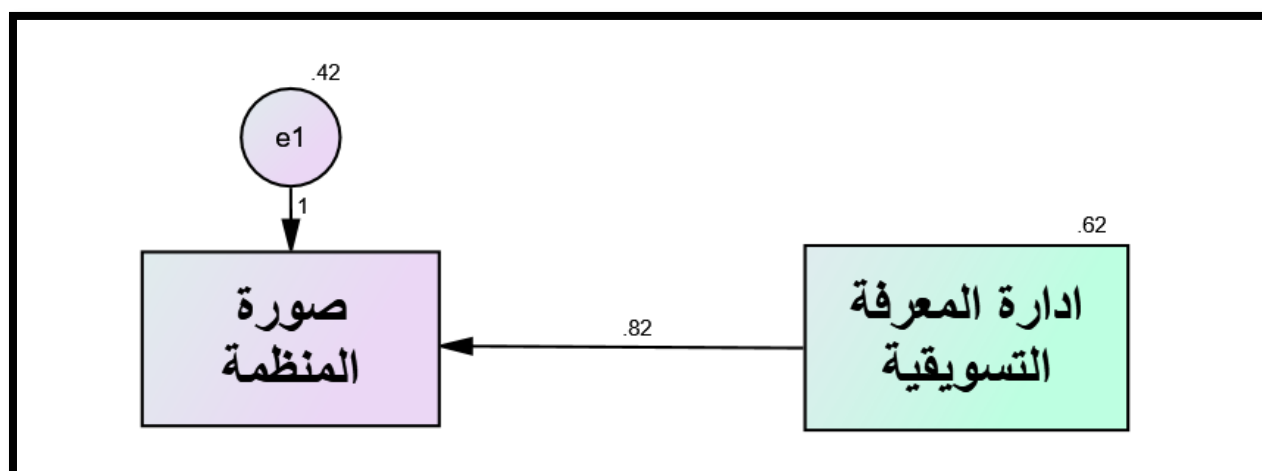 .42
e1
1
.62
صورة
المنظمة
.82
ادارة المعرفة
التسويقية